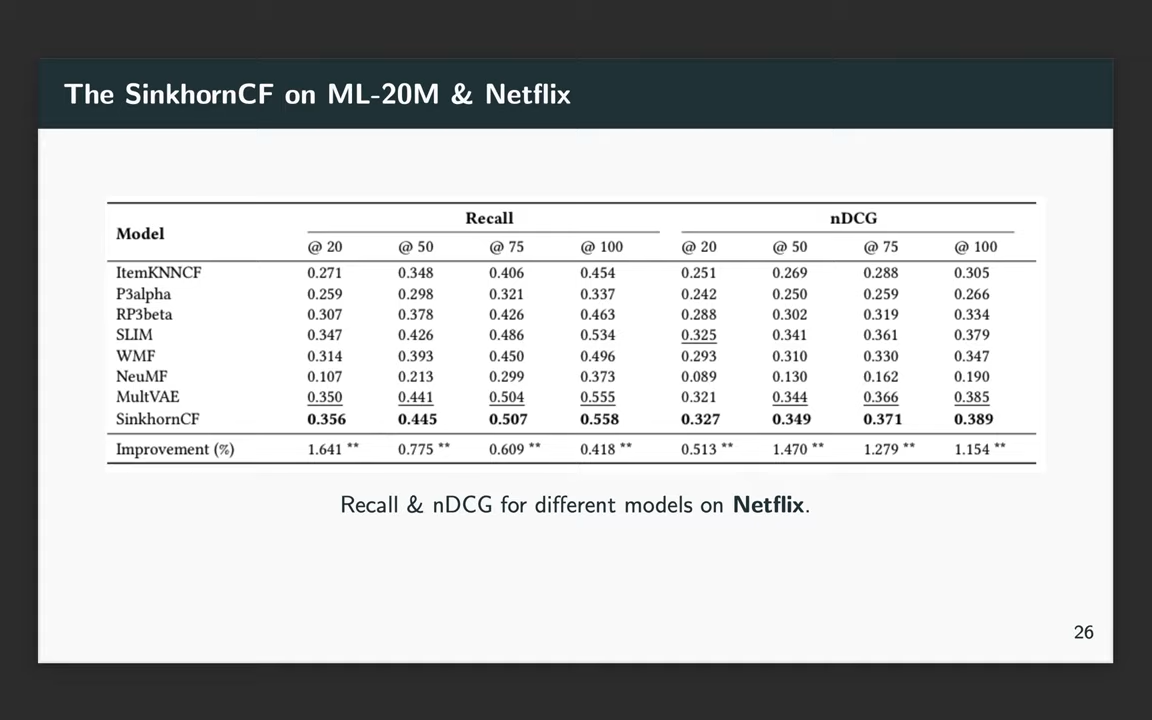 The SinkhornCF on ML-20M & Netflix
Model Recall nDCG
@ 20 @ 50 @ 75 @ 100 @ 20 @ 50 @ 75 @ 100
ItemKNNCF 0.271 0.348 0.406 0.454 0.251 0.269 0.288 0.305
P3alpha 0.259 0.298 0.321 0.337 0.242 0.250 0.259 0.266
RP3beta 0.307 0.378 0.426 0.463 0.288 0.302 0.319 0.334
SLIM 0.347 0.426 0.486 0.534 0.325 0.341 0.361 0.379
WMF 0.314 0.393 0.450 0.496 0.293 0.310 0.330 0.347
NeuMF 0.107 0.213 0.299 0.373 0.089 0.130 0.162 0.190
MultVAE 0.350 0.441 0.504 0.555 0.321 0.344 0.366 0.385
SinkhornCF 0.356 0.445 0.507 0.558 0.327 0.349 0.371 0.389
Improvement (%) 1.641 ** 0.775 ** 0.609 ** 0.418 ** 0.513 ** 1.470 ** 1.279 ** 1.154 **
Recall & nDCG for different models on Netflix.
26